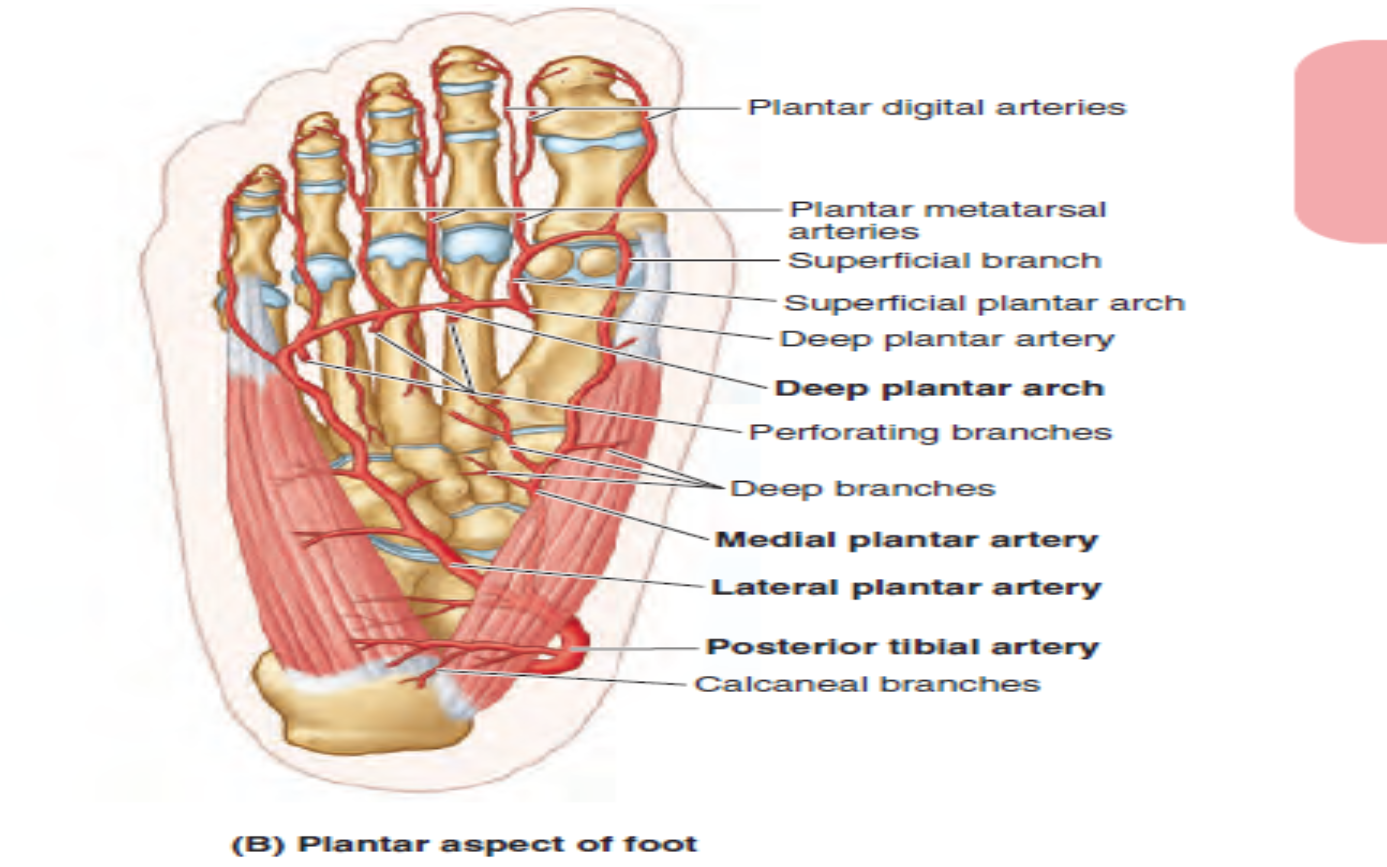 Plantar digital arteries
Plantar metatarsal
arteries
Superficial branch
Superficial plantar arch
Deep plantar artery
Deep plantar arch
Perforating branches
Deep branches
Medial plantar artery
Lateral plantar artery
Posterior tibial artery
Calcaneal branches
(B) Plantar aspect of foot